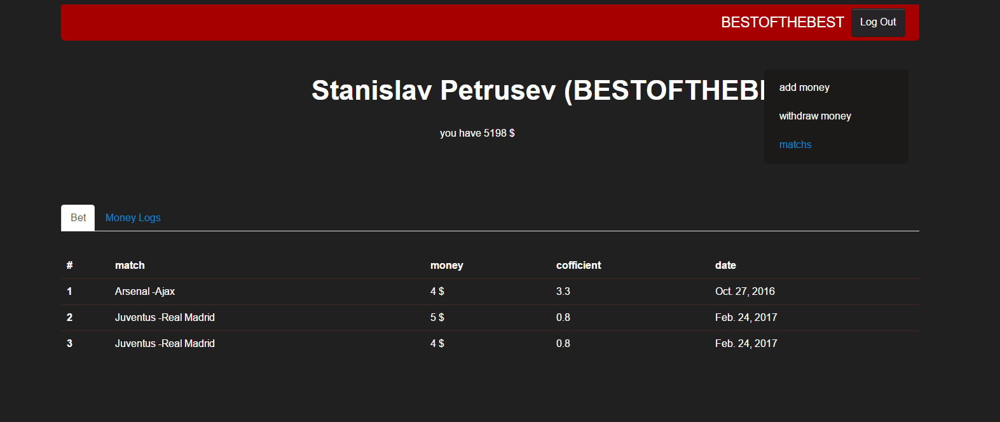 BESTOFTHEBEST Log Out
Stanislav Petrusev (BESTOFTHEB
add money
withdraw money
you have 5198 $
matchs
Bet Money Logs
# match money cofficient date
1 Arsenal -Ajax 4 $ 3.3 Oct. 27, 2016
2 Juventus -Real Madrid 5 $ 0.8 Feb. 24, 2017
3 Juventus -Real Madrid 4 $ 0.8 Feb. 24, 2017